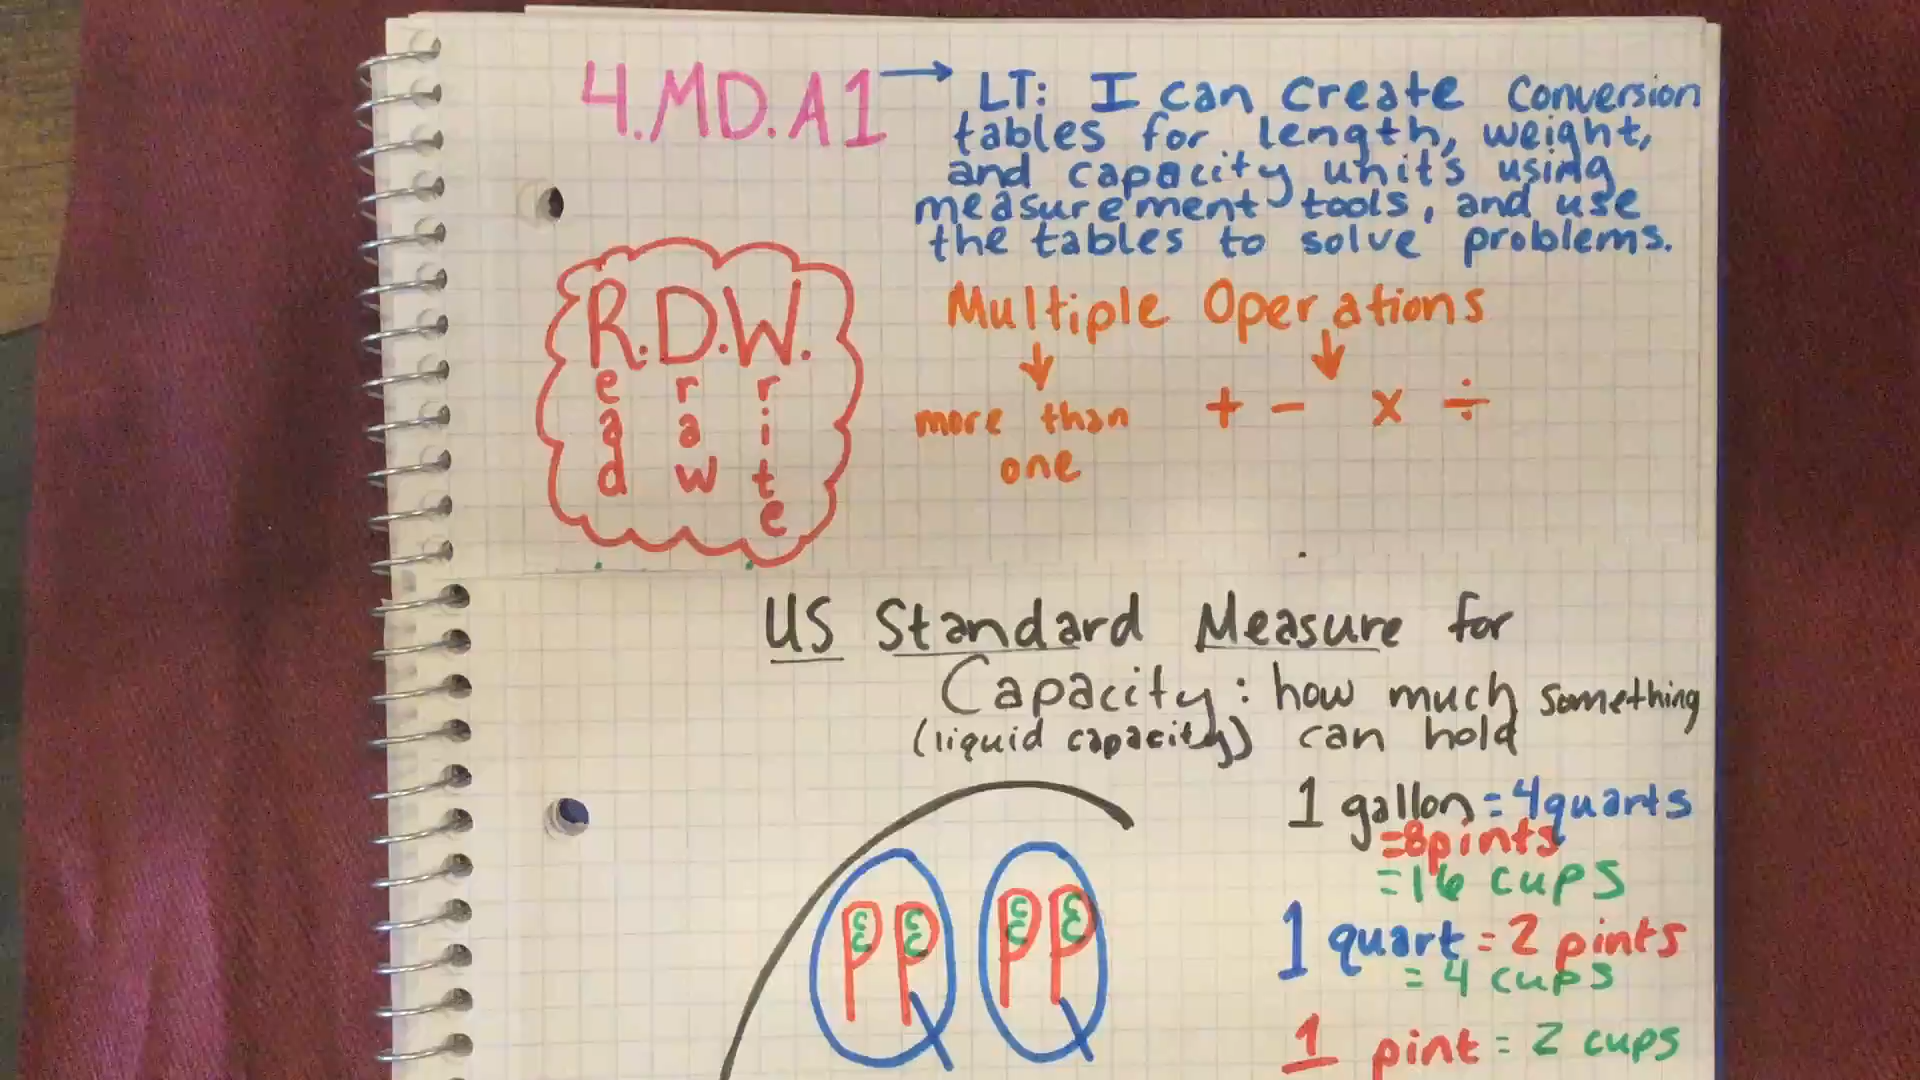 4.MD.A1 → LT: I can create conversion
tables for length, weight,
and capacity units using
measurement tools, and use
the tables to solve problems.
R.D.W.
Read
Draw
Write
Multiple Operations
more than
one
+ - x ÷
US Standard Measure for
Capacity: how much something
(liquid capacity) can hold
1 gallon = 4 quarts
= 8 pints
= 16 cups
1 quart = 2 pints
= 4 cups
1 pint = 2 cups
Q P C C P C C
Q P C C P C C